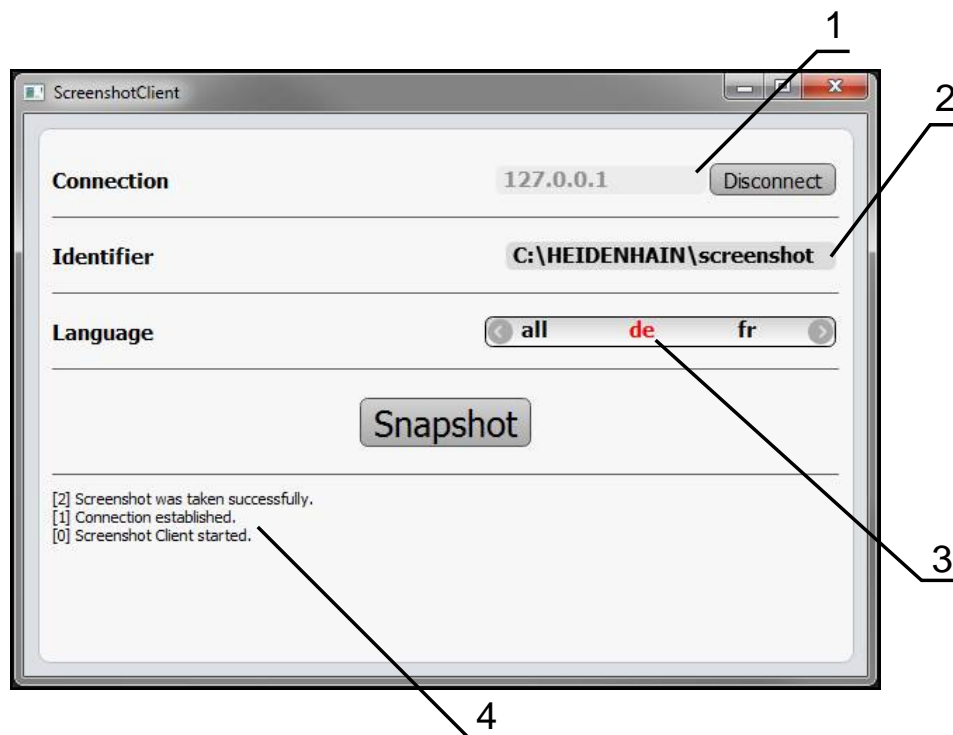 1
ScreenshotClient
2
Connection 127.0.0.1 Disconnect
Identifier C:\HEIDENHAIN\screenshot
Language all de fr
Snapshot
[2] Screenshot was taken successfully.
[1] Connection established.
[0] Screenshot Client started.
3
4